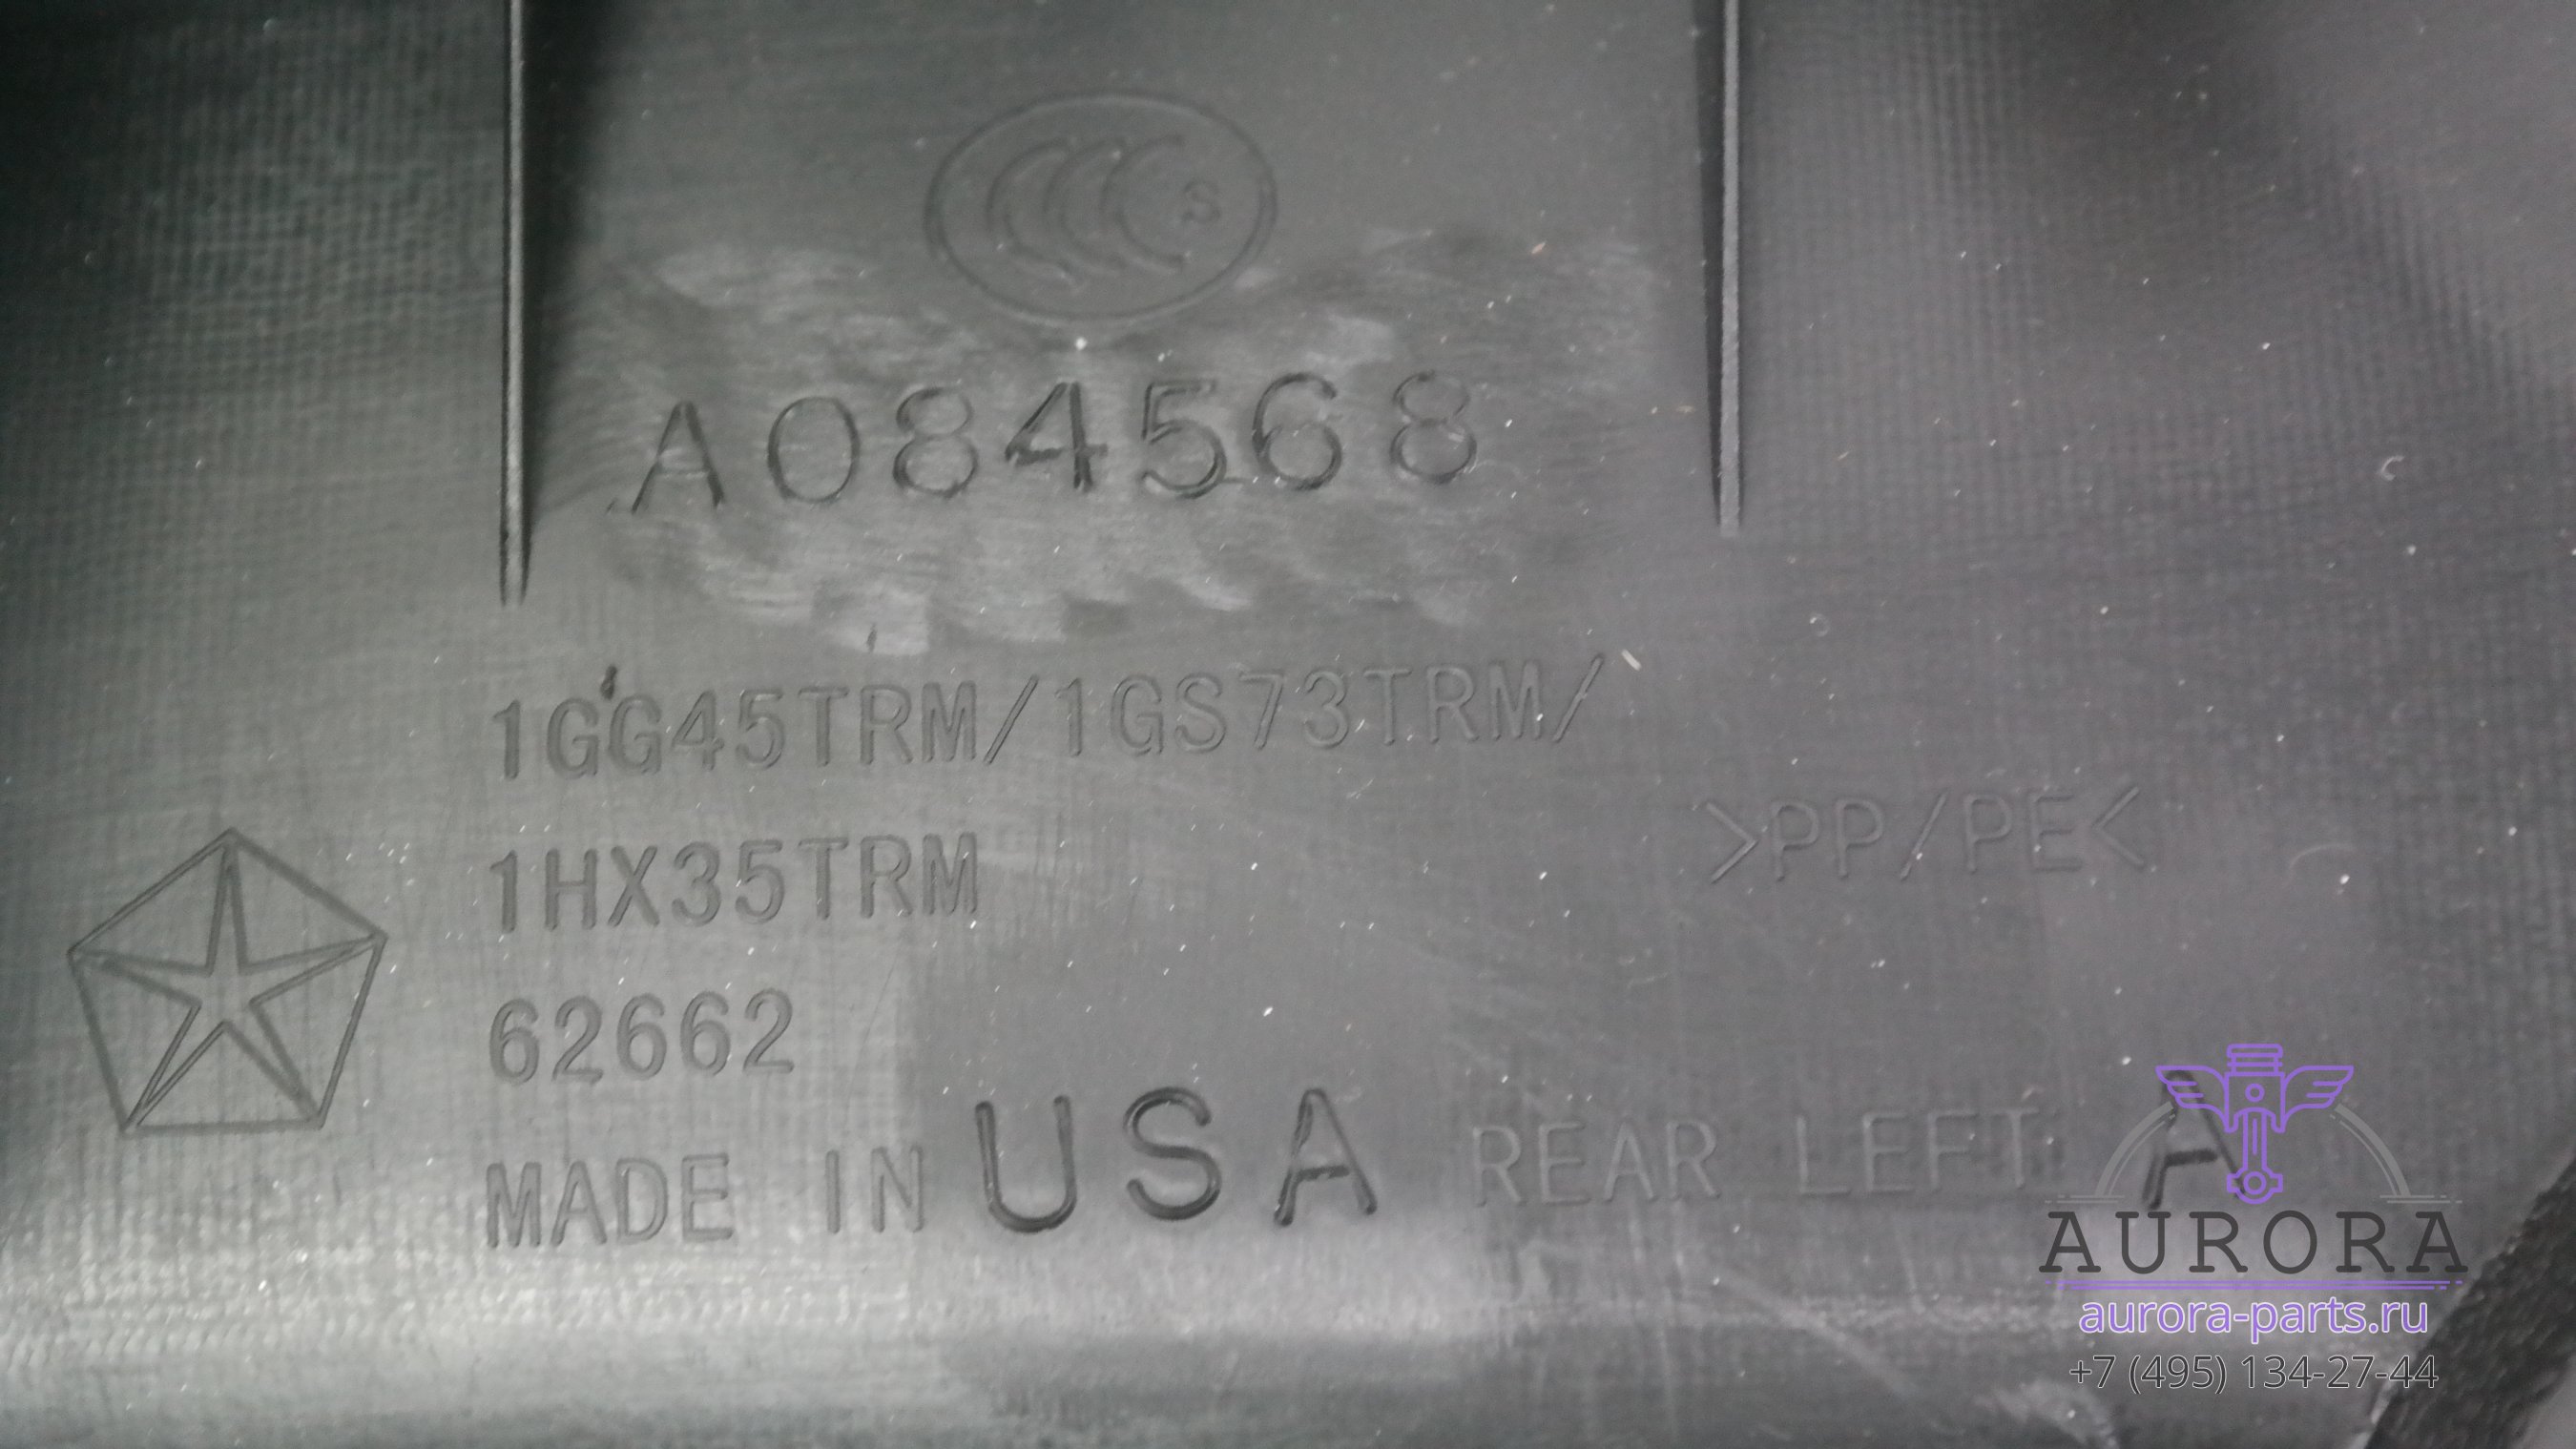 CCC S
A084568
1GG45TRM/1GS73TRM/
1HX35TRM
>PP/PE<
62662
MADE IN USA REAR LEFT A
AURORA
aurora-parts.ru
+7 (495) 134-27-44